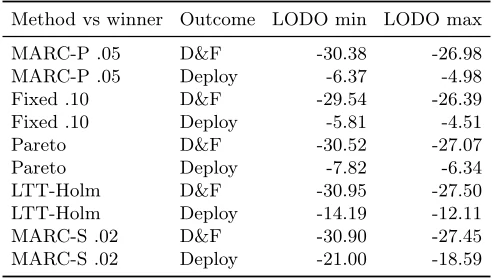 Method vs winner Outcome LODO min LODO max
MARC-P .05 D&F -30.38 -26.98
MARC-P .05 Deploy -6.37 -4.98
Fixed .10 D&F -29.54 -26.39
Fixed .10 Deploy -5.81 -4.51
Pareto D&F -30.52 -27.07
Pareto Deploy -7.82 -6.34
LTT-Holm D&F -30.95 -27.50
LTT-Holm Deploy -14.19 -12.11
MARC-S .02 D&F -30.90 -27.45
MARC-S .02 Deploy -21.00 -18.59